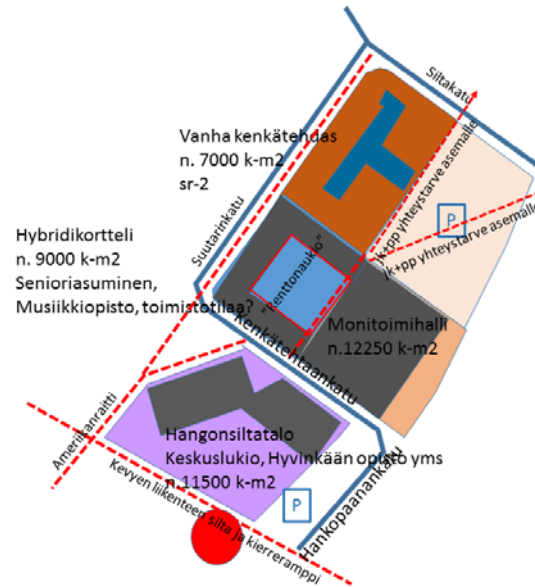 Siltakatu
Vanha kenkätehdas
n. 7000 k-m2
sr-2
jk+pp yhteystarve asemalle
P
jk+pp yhteystarve asemalle
Suutarinkatu
Hybridikortteli
n. 9000 k-m2
Senioriasuminen,
Musiikkiopisto, toimistotilaa?
"Renttonaukio"
Kenkätehtaankatu
Monitoimihalli
n.12250 k-m2
Ameriikanraitti
Hangonsiltatalo
Keskuslukio, Hyvinkään opisto yms
n.11500 k-m2
P
Hankopaanankatu
Kevyen liikenteen silta ja kierreramppi